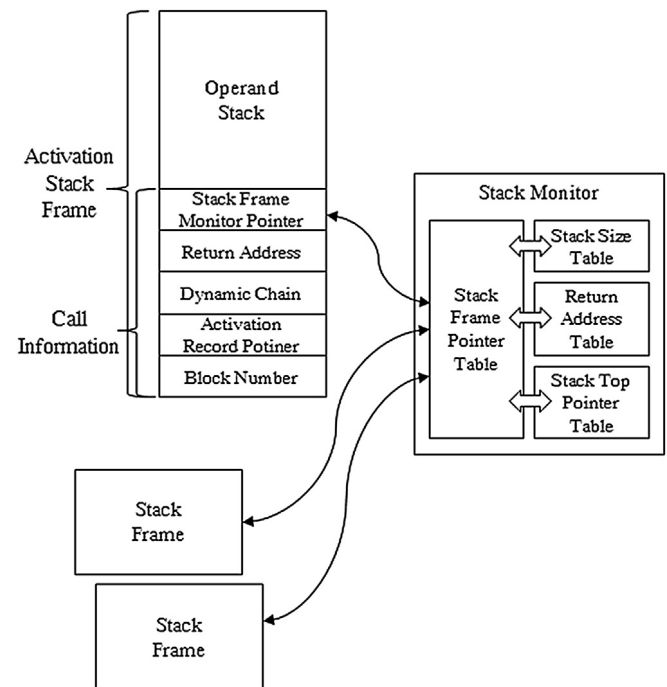 Operand
Stack
Activation
Stack
Frame
Stack Frame
Monitor Pointer
Return Address
Dynamic Chain
Activation
Record Potiner
Block Number
Call
Information
Stack Monitor
Stack
Frame
Pointer
Table
Stack Size
Table
Return
Address
Table
Stack Top
Pointer
Table
Stack
Frame
Stack
Frame